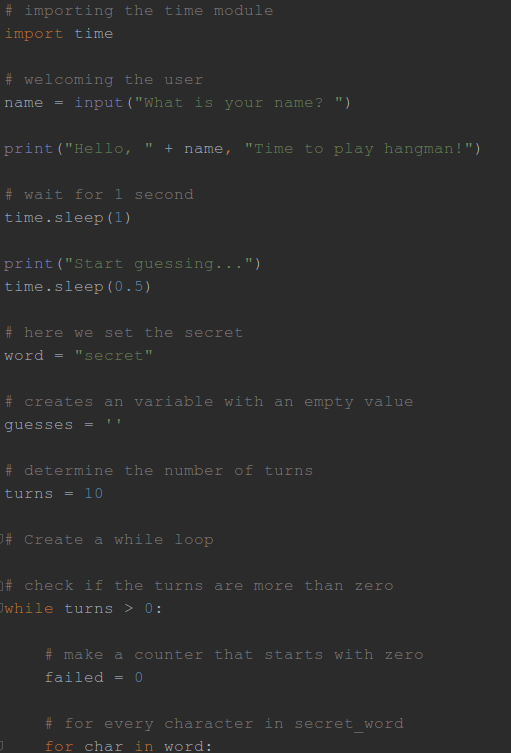 # importing the time module
import time
# welcoming the user
name = input("What is your name? ")
print("Hello, " + name, "Time to play hangman!")
# wait for 1 second
time.sleep(1)
print("Start guessing...")
time.sleep(0.5)
# here we set the secret
word = "secret"
# creates an variable with an empty value
guesses = ''
# determine the number of turns
turns = 10
# Create a while loop
# check if the turns are more than zero
while turns > 0:
# make a counter that starts with zero
failed = 0
# for every character in secret_word
for char in word: